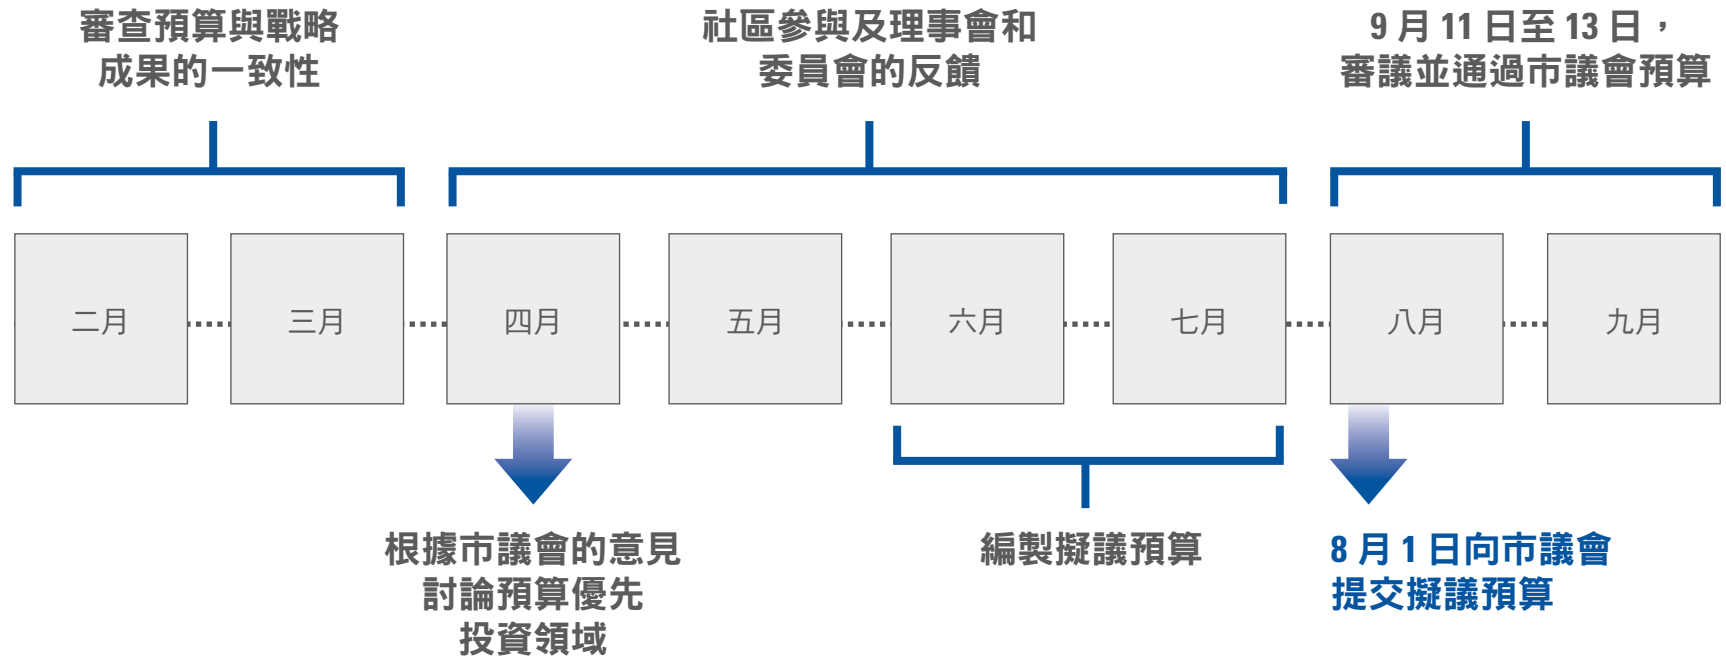 審查預算與戰略
成果的一致性
社區參與及理事會和
委員會的反饋
9 月 11 日至 13 日，
審議並通過市議會預算
二月
三月
四月
五月
六月
七月
八月
九月
根據市議會的意見
討論預算優先
投資領域
編製擬議預算
8 月 1 日向市議會
提交擬議預算